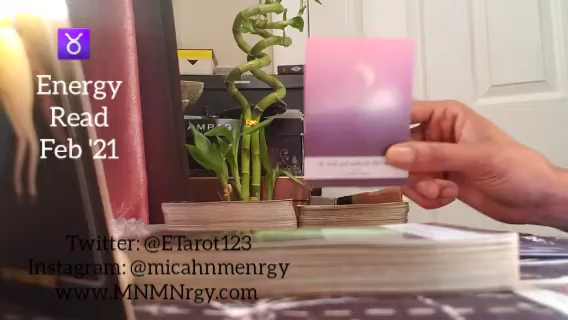 ♉
Energy
Read
Feb '21
Twitter: @ETarot123
Instagram: @micahnmenrgy
www.MNMNrgy.com